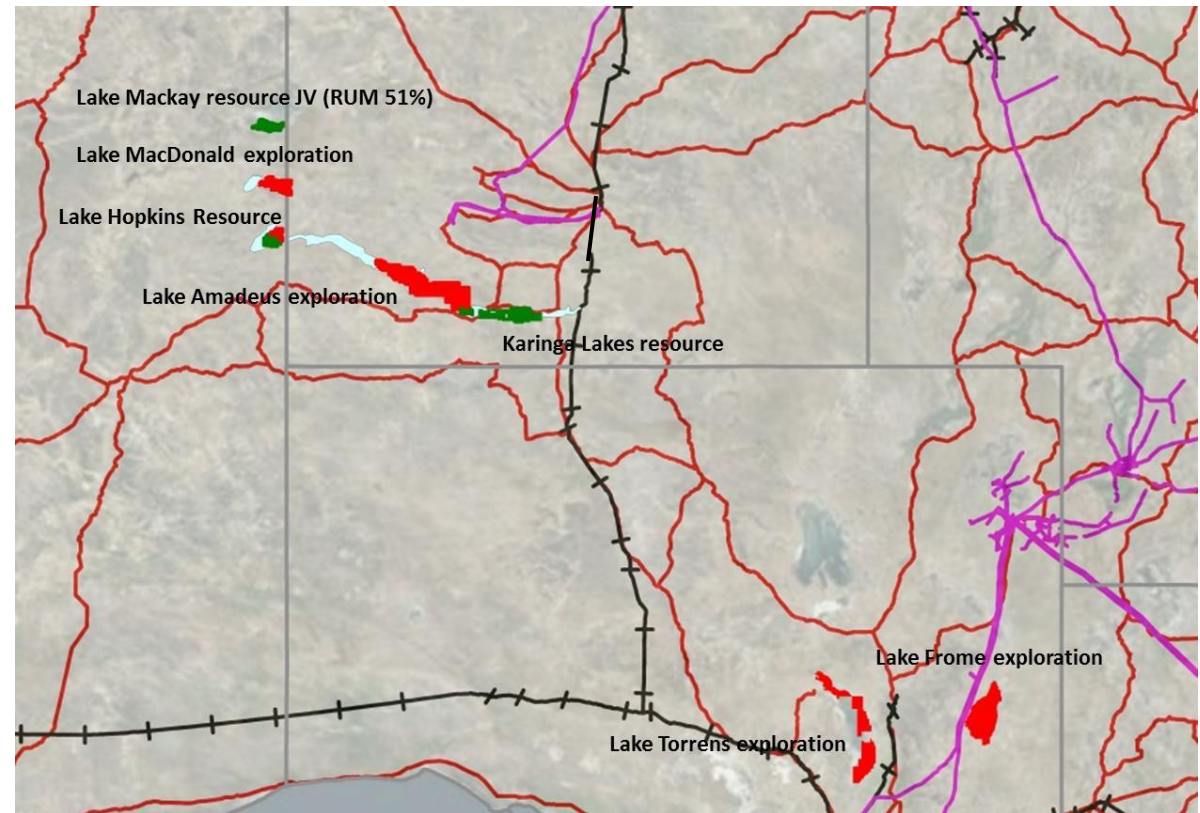 Lake Mackay resource JV (RUM 51%)
Lake MacDonald exploration
Lake Hopkins Resource
Lake Amadeus exploration
Karinga Lakes resource
Lake Frome exploration
Lake Torrens exploration